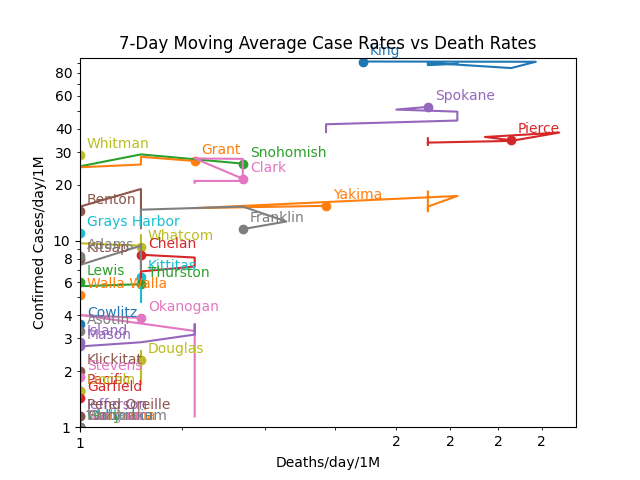 7-Day Moving Average Case Rates vs Death Rates
King
80
Spokane
60
Pierce
40
Whitman
Grant
Snohomish
30
Clark
20
Benton
Yakima
Grays Harbor
Franklin
Whatcom
10
Adams
Chelan
Kitsap
8
Kittitas
Lewis
Thurston
6
Walla Walla
Okanogan
4
Cowlitz
Asotin
Island
3
Mason
Douglas
Klickitat
2
Stevens
Pacific
Garfield
Pend Oreille
1
1
2
2
2
2
Confirmed Cases/day/1M
Deaths/day/1M